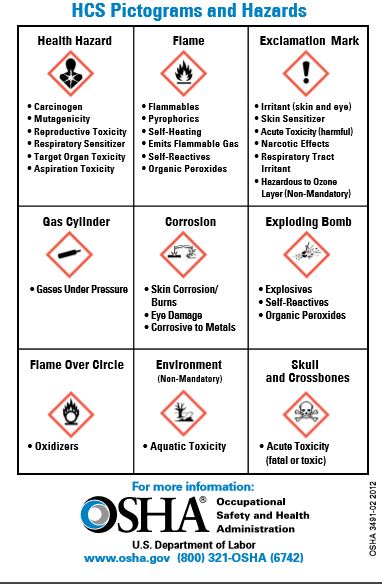 HCS Pictograms and Hazards
Health Hazard
• Carcinogen
• Mutagenicity
• Reproductive Toxicity
• Respiratory Sensitizer
• Target Organ Toxicity
• Aspiration Toxicity
Flame
• Flammables
• Pyrophorics
• Self-Heating
• Emits Flammable Gas
• Self-Reactives
• Organic Peroxides
Exclamation Mark
• Irritant (skin and eye)
• Skin Sensitizer
• Acute Toxicity (harmful)
• Narcotic Effects
• Respiratory Tract
Irritant
• Hazardous to Ozone
Layer (Non-Mandatory)
Gas Cylinder
• Gases Under Pressure
Corrosion
• Skin Corrosion/
Burns
• Eye Damage
• Corrosive to Metals
Exploding Bomb
• Explosives
• Self-Reactives
• Organic Peroxides
Flame Over Circle
• Oxidizers
Environment
(Non-Mandatory)
• Aquatic Toxicity
Skull
and Crossbones
• Acute Toxicity
(fatal or toxic)
For more information:
OSHA®
Occupational
Safety and Health
Administration
U.S. Department of Labor
www.osha.gov (800) 321-OSHA (6742)
OSHA 3491-02 2012